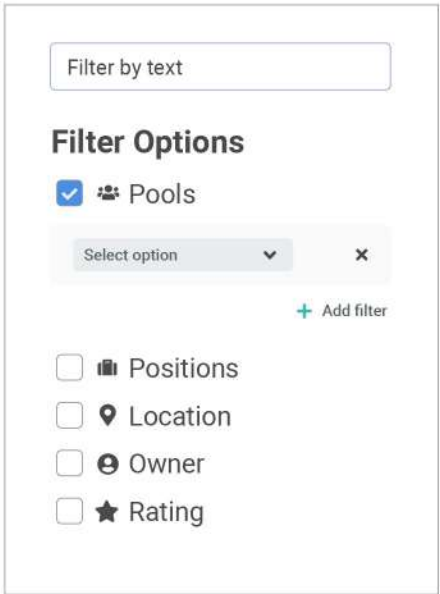 Filter by text
Filter Options
Pools
Select option
Add filter
Positions
Location
Owner
Rating